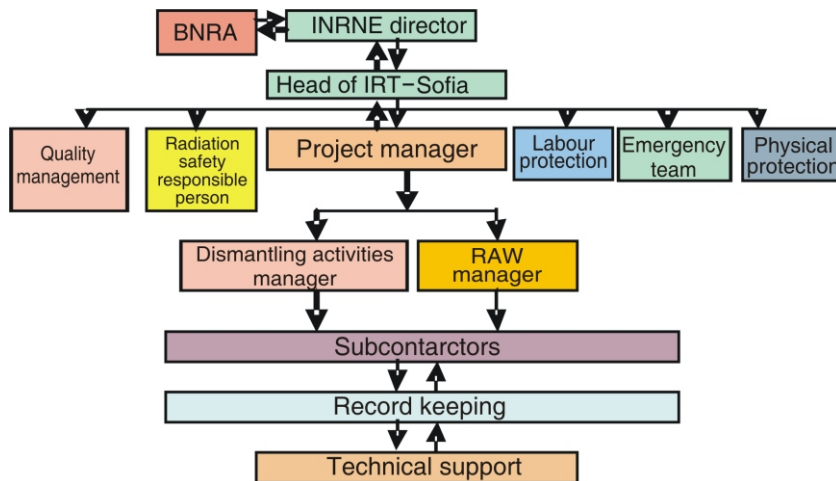 BNRA
INRNE director
Head of IRT–Sofia
Quality
management
Radiation
safety
responsible
person
Project manager
Labour
protection
Emergency
team
Physical
protection
Dismantling activities
manager
RAW
manager
Subcontarctors
Record keeping
Technical support